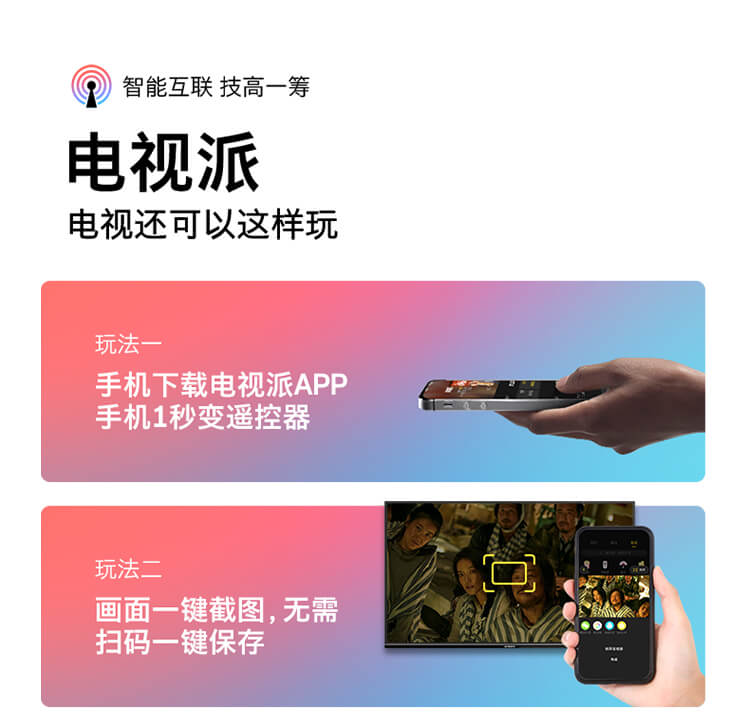 智能互联 技高一筹
电视派
电视还可以这样玩
玩法一
手机下载电视派APP
手机1秒变遥控器
玩法二
画面一键截图，无需
扫码一键保存